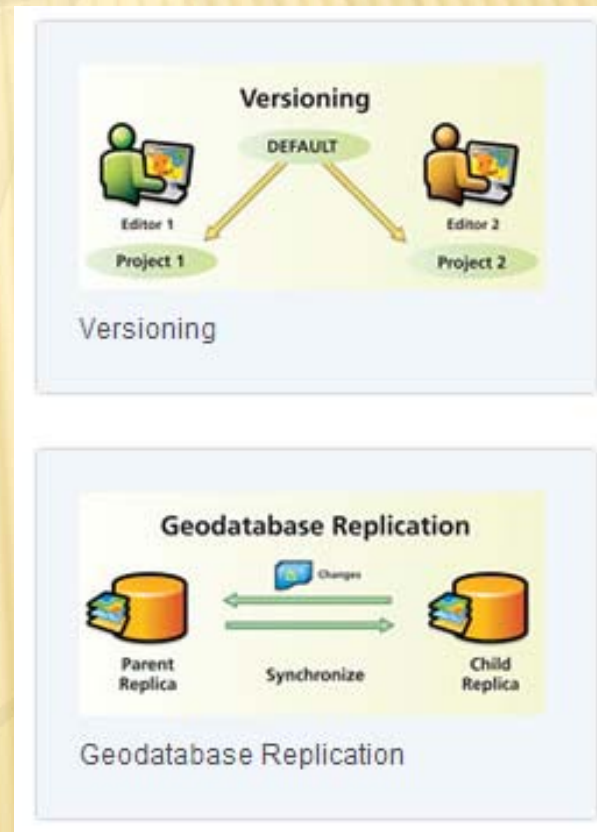 Versioning
DEFAULT
Editor 1
Editor 2
Project 1
Project 2
Versioning
Geodatabase Replication
Changes
Parent
Replica
Synchronize
Child
Replica
Geodatabase Replication